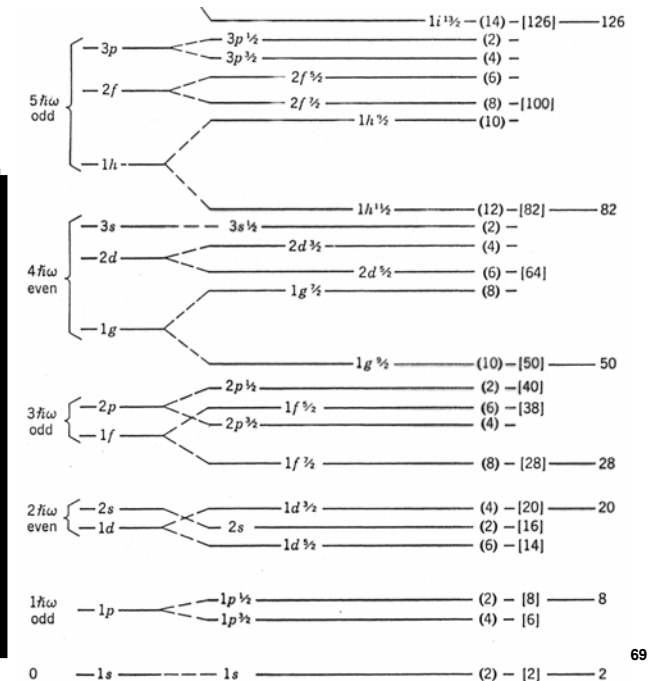 1i 13/2 (14) – [126] 126
3p 3p ½ (2) –
3p 3/2 (4) –
2f 2f 5/2 (6) –
5ħω odd 2f 7/2 (8) – [100]
1h 9/2 (10) –
1h
1h 11/2 (12) – [82] 82
3s 3s ½ (2) –
2d 3/2 (4) –
2d
4ħω even 2d 5/2 (6) – [64]
1g 7/2 (8) –
1g
1g 9/2 (10) – [50] 50
2p ½ (2) – [40]
3ħω odd 2p 1f 5/2 (6) – [38]
2p 3/2 (4) –
1f
1f 7/2 (8) – [28] 28
2ħω even 2s 1d 3/2 (4) – [20] 20
1d 2s (2) – [16]
1d 5/2 (6) – [14]
1ħω odd 1p 1p ½ (2) – [8] 8
1p 3/2 (4) – [6]
69
0 1s 1s (2) – [2] 2